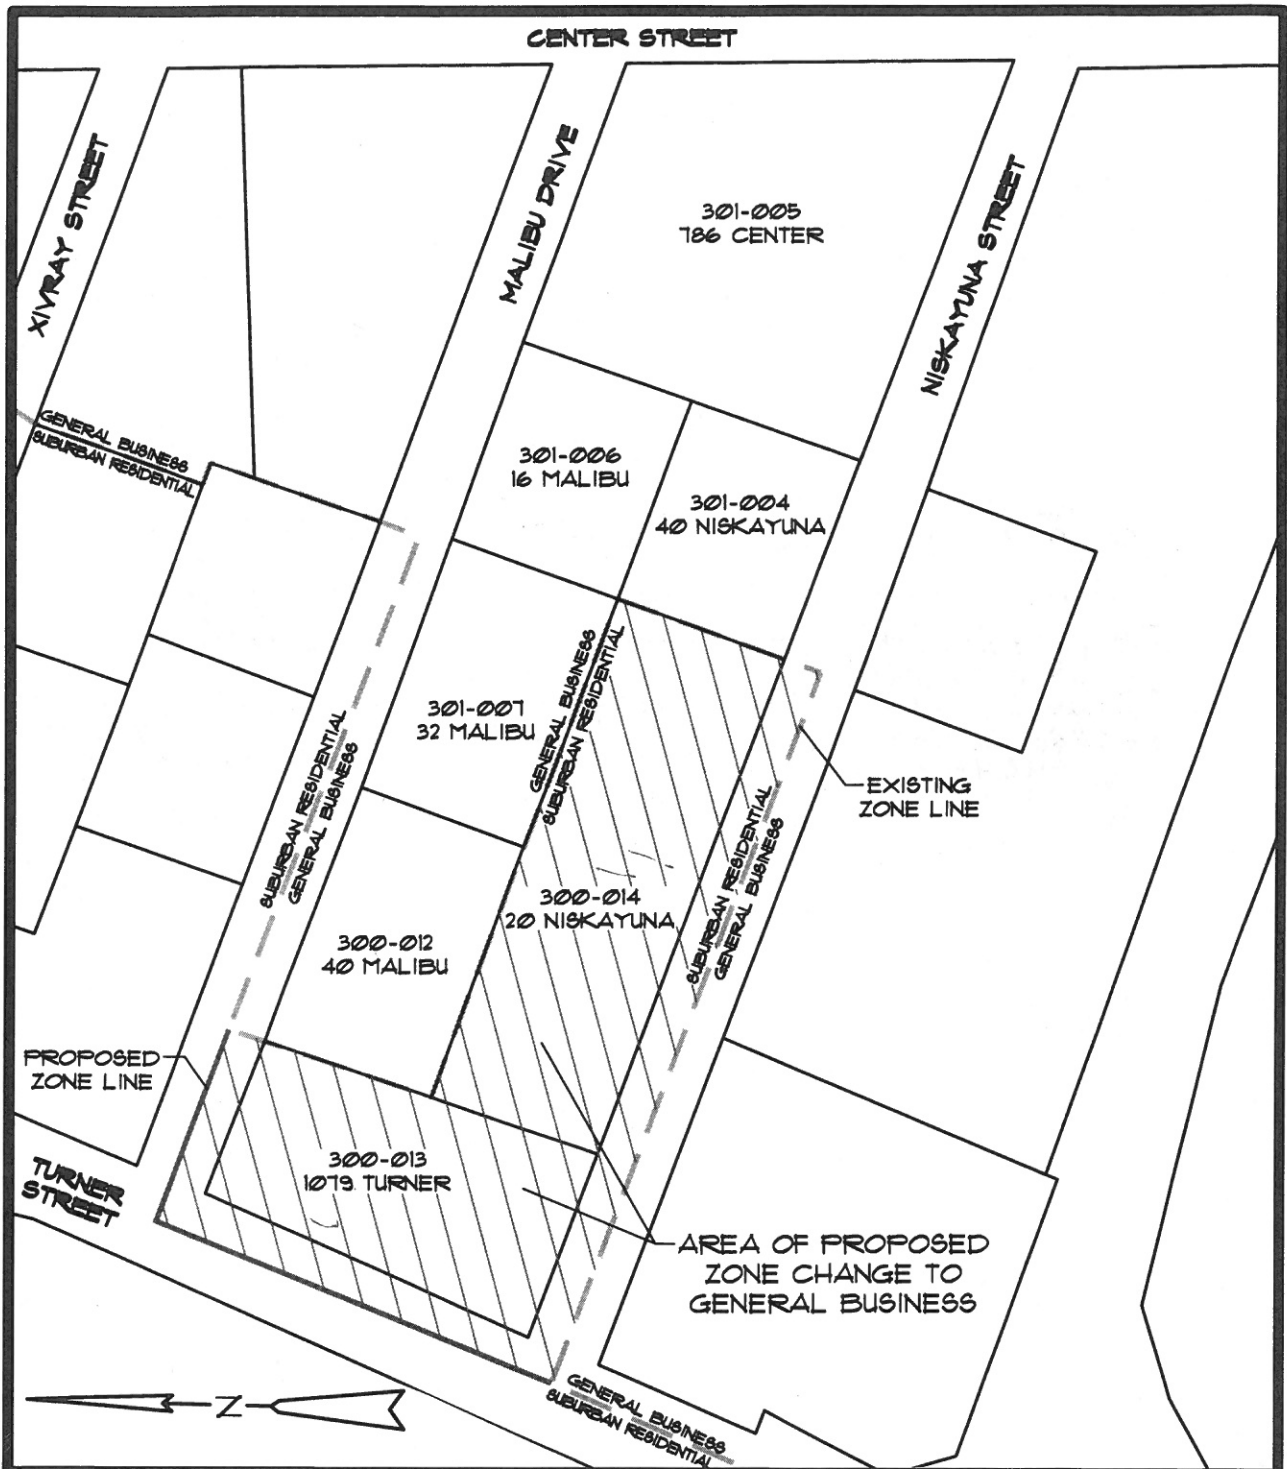 CENTER STREET
XIVRAY STREET
MALIBU DRIVE
NISKAYUNA STREET
301-005
786 CENTER
GENERAL BUSINESS
SUBURBAN RESIDENTIAL
301-006
16 MALIBU
301-004
40 NISKAYUNA
301-007
32 MALIBU
GENERAL BUSINESS
SUBURBAN RESIDENTIAL
SUBURBAN RESIDENTIAL
GENERAL BUSINESS
EXISTING
ZONE LINE
SUBURBAN RESIDENTIAL
GENERAL BUSINESS
300-014
20 NISKAYUNA
300-012
40 MALIBU
PROPOSED
ZONE LINE
300-013
1079 TURNER
TURNER
STREET
AREA OF PROPOSED
ZONE CHANGE TO
GENERAL BUSINESS
GENERAL BUSINESS
SUBURBAN RESIDENTIAL
Z